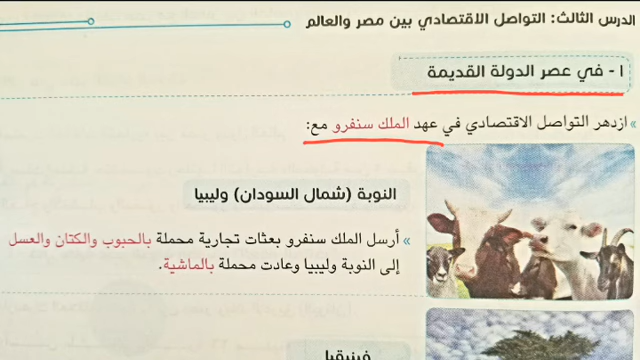 الدرس الثالث: التواصل الاقتصادي بين مصر والعالم
١ - في عصر الدولة القديمة
» ازدهر التواصل الاقتصادي في عهد الملك سنفرو مع:
النوبة (شمال السودان) وليبيا
» أرسل الملك سنفرو بعثات تجارية محملة بالحبوب والكتان والعسل
إلى النوبة وليبيا وعادت محملة بالماشية.
فينيقيا